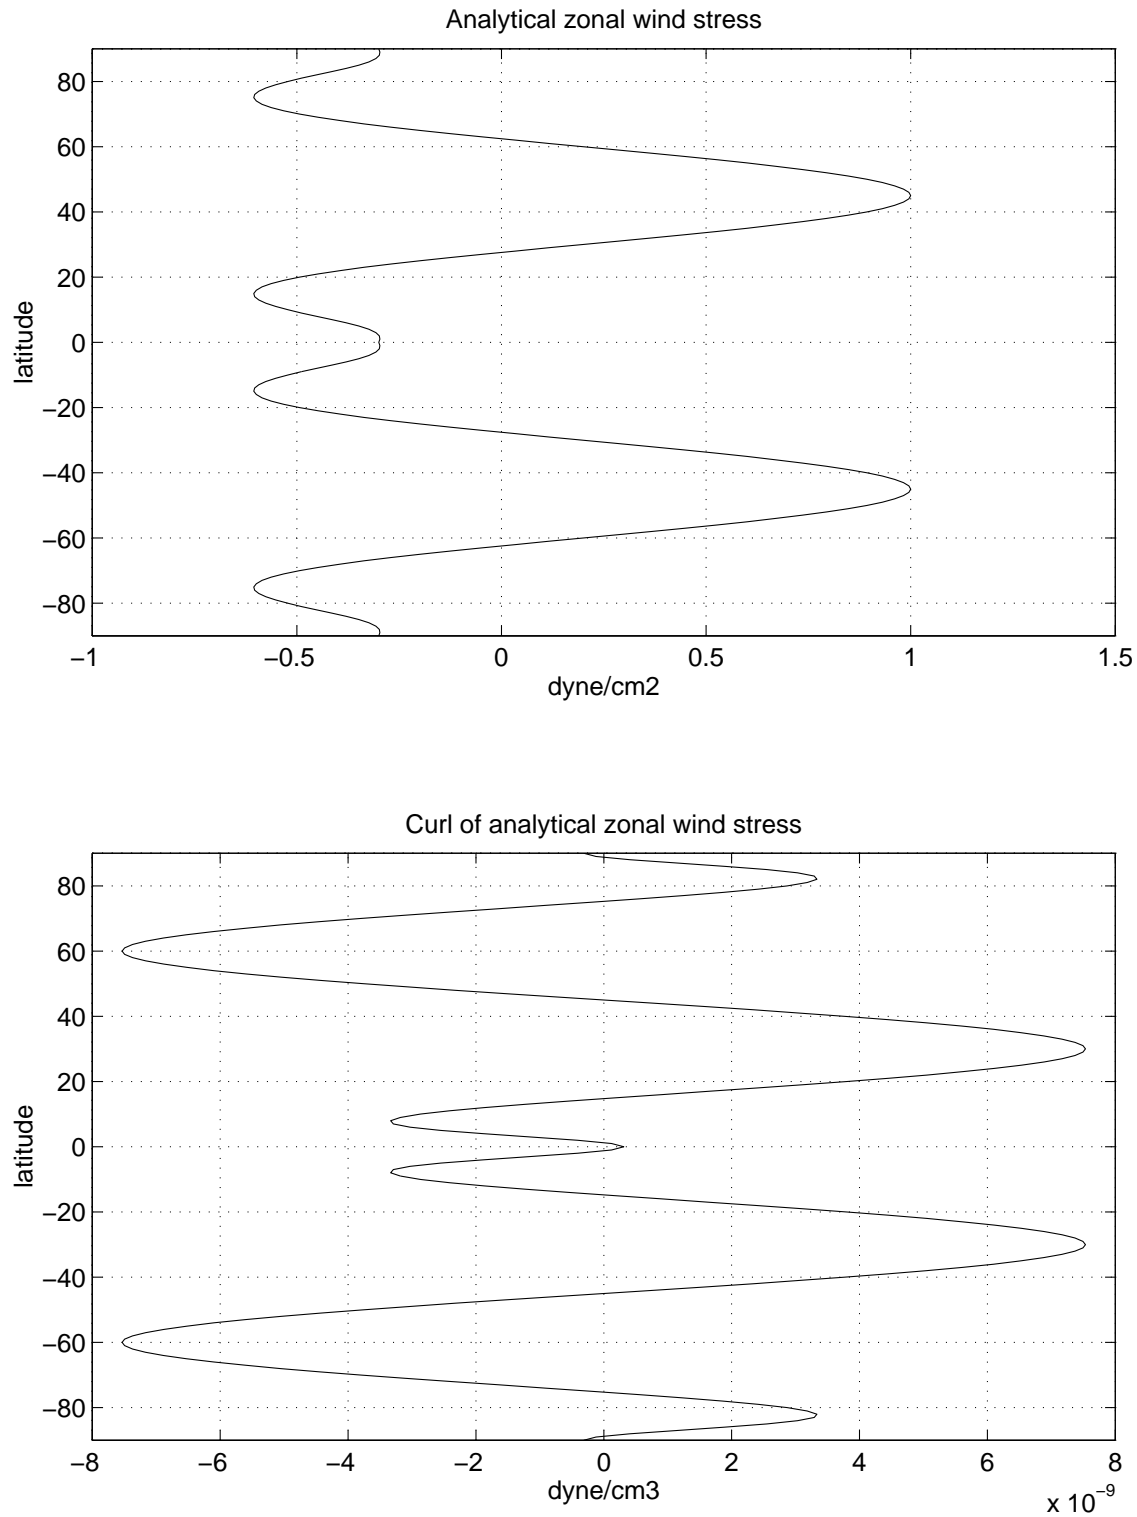 Analytical zonal wind stress
80
60
40
20
0
−20
−40
−60
−80
latitude
−1 −0.5 0 0.5 1 1.5
dyne/cm2
Curl of analytical zonal wind stress
80
60
40
20
0
−20
−40
−60
−80
latitude
−8 −6 −4 −2 0 2 4 6 8
dyne/cm3
x 10⁻⁹